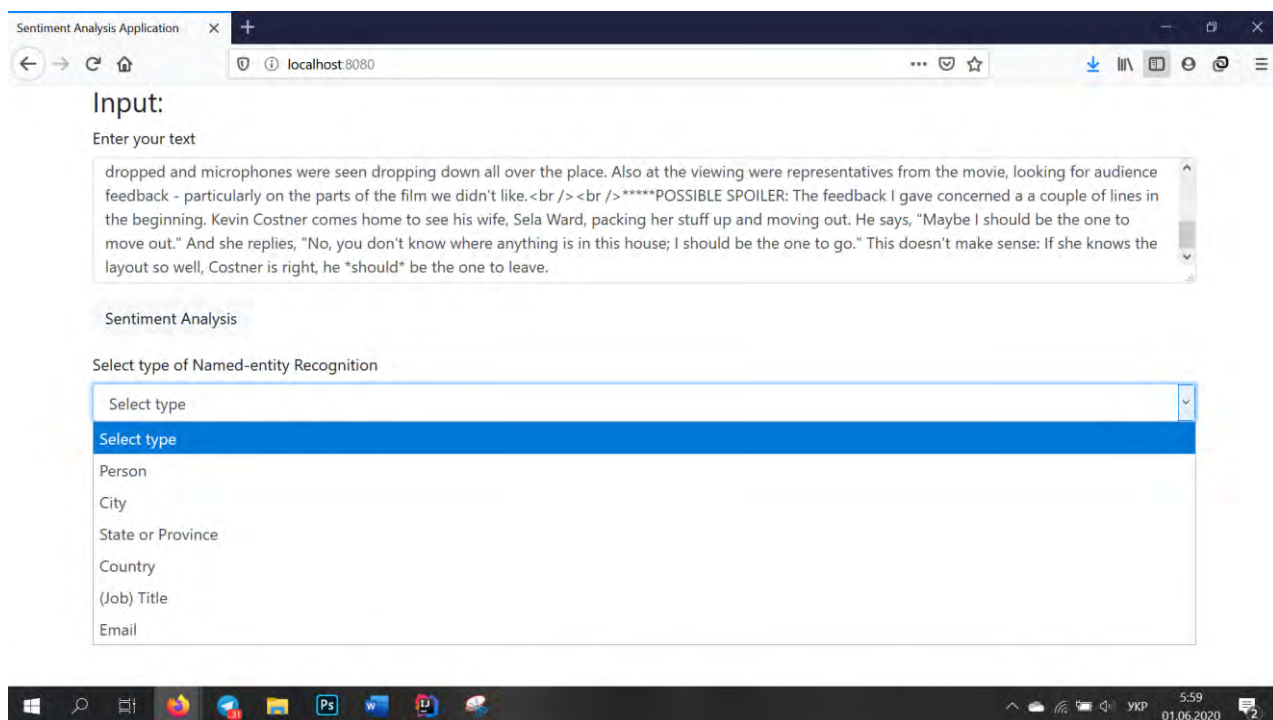 Sentiment Analysis Application
localhost:8080
Input:
Enter your text
dropped and microphones were seen dropping down all over the place. Also at the viewing were representatives from the movie, looking for audience
feedback - particularly on the parts of the film we didn't like.<br /><br />*****POSSIBLE SPOILER: The feedback I gave concerned a a couple of lines in
the beginning. Kevin Costner comes home to see his wife, Sela Ward, packing her stuff up and moving out. He says, "Maybe I should be the one to
move out." And she replies, "No, you don't know where anything is in this house; I should be the one to go." This doesn't make sense: If she knows the
layout so well, Costner is right, he *should* be the one to leave.
Sentiment Analysis
Select type of Named-entity Recognition
Select type
Select type
Person
City
State or Province
Country
(Job) Title
Email
Ps
W
IJ
УКР
5:59
01.06.2020
2